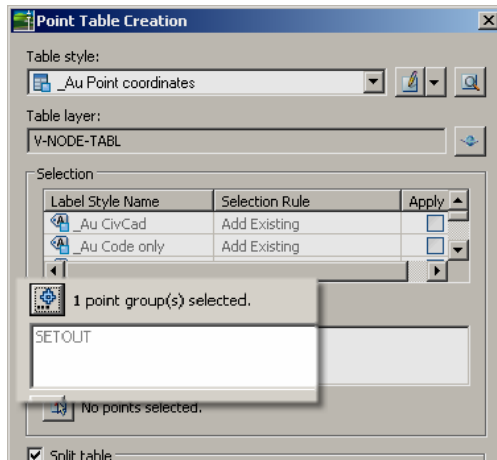 Point Table Creation
Table style:
_Au Point coordinates
Table layer:
V-NODE-TABL
Selection
Label Style Name Selection Rule Apply
_Au CivCad Add Existing
_Au Code only Add Existing
1 point group(s) selected.
SETOUT
No points selected.
Split table